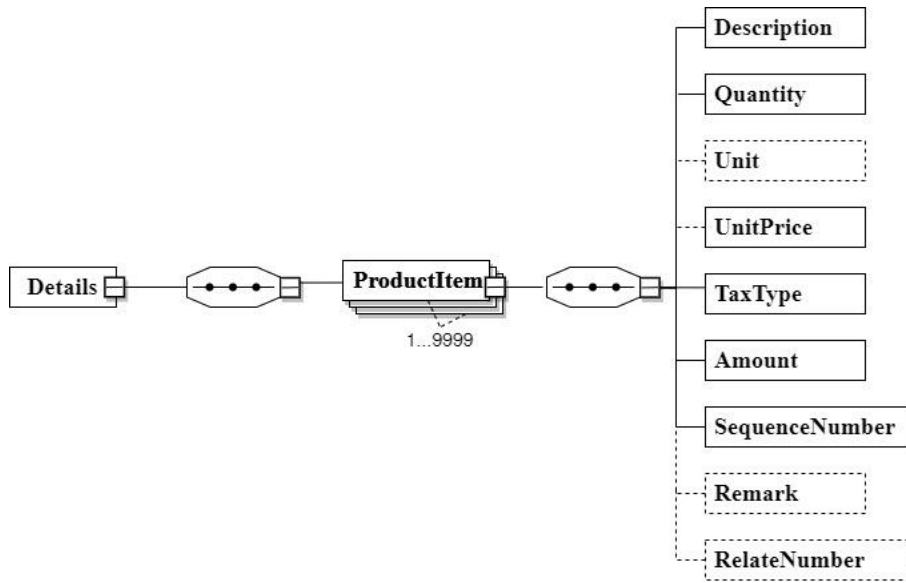 Description
Quantity
Unit
UnitPrice
Details
ProductItem
TaxType
1...9999
Amount
SequenceNumber
Remark
RelateNumber